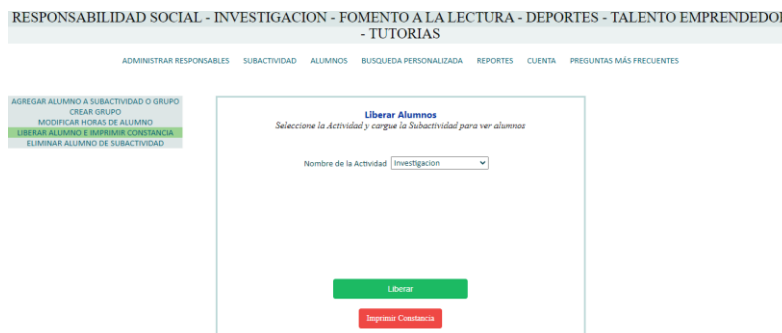 RESPONSABILIDAD SOCIAL - INVESTIGACION - FOMENTO A LA LECTURA - DEPORTES - TALENTO EMPRENDEDOR
- TUTORIAS
ADMINISTRAR RESPONSABLES SUBACTIVIDAD ALUMNOS BUSQUEDA PERSONALIZADA REPORTES CUENTA PREGUNTAS MÁS FRECUENTES
AGREGAR ALUMNO A SUBACTIVIDAD O GRUPO
CREAR GRUPO
MODIFICAR HORAS DE ALUMNO
LIBERAR ALUMNO E IMPRIMIR CONSTANCIA
ELIMINAR ALUMNO DE SUBACTIVIDAD
Liberar Alumnos
Seleccione la Actividad y cargue la Subactividad para ver alumnos
Nombre de la Actividad Investigacion
Liberar
Imprimir Constancia